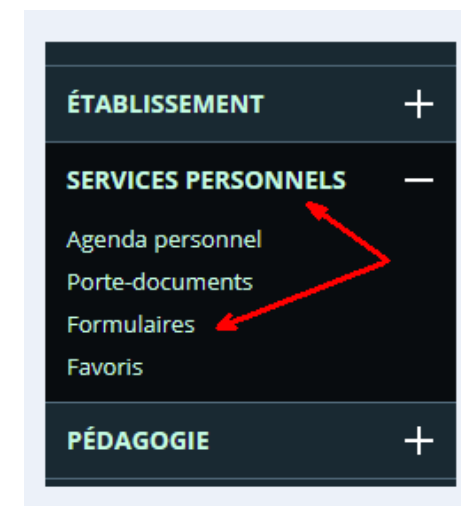 ÉTABLISSEMENT
SERVICES PERSONNELS
Agenda personnel
Porte-documents
Formulaires
Favoris
PÉDAGOGIE